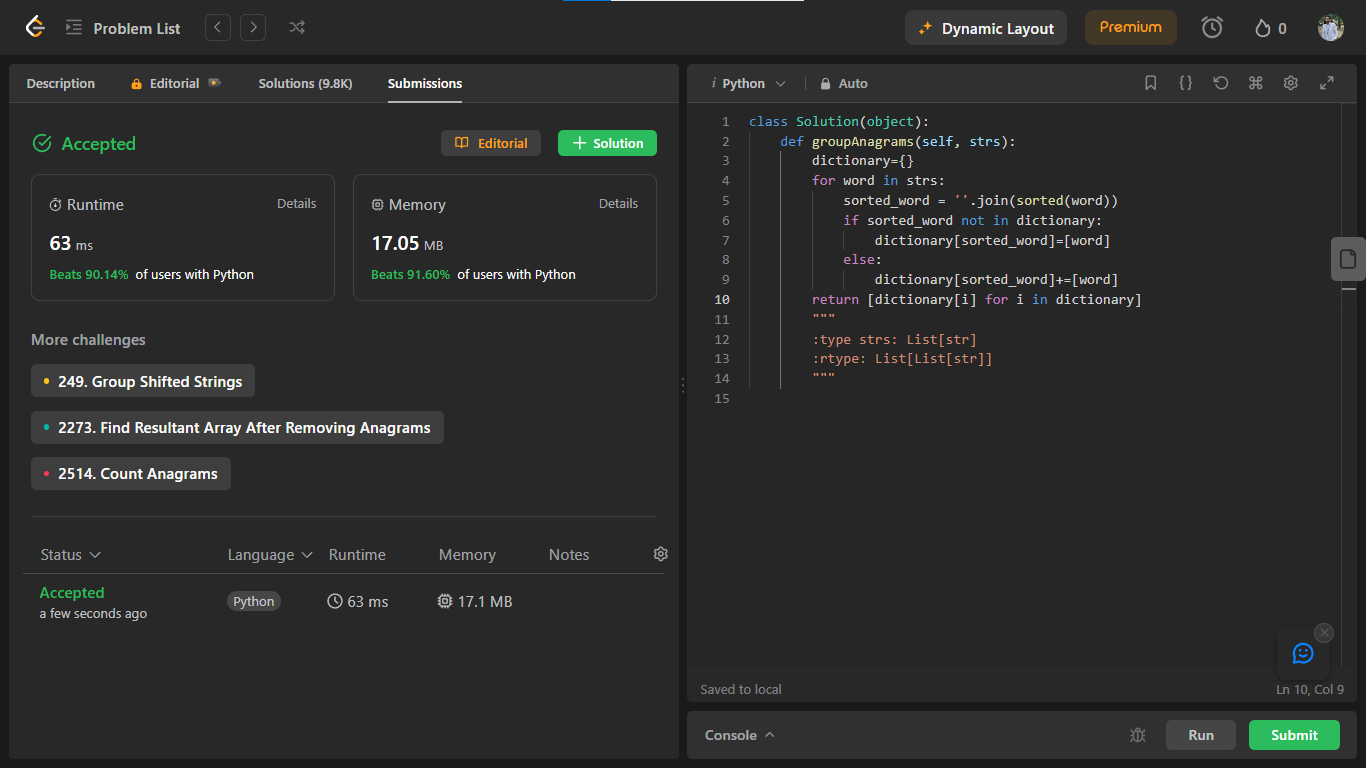 Problem List
Dynamic Layout
Premium
0
Description
Editorial
Solutions (9.8K)
Submissions
Accepted
Editorial
Solution
Runtime
Details
63 ms
Beats 90.14% of users with Python
Memory
Details
17.05 MB
Beats 91.60% of users with Python
More challenges
249. Group Shifted Strings
2273. Find Resultant Array After Removing Anagrams
2514. Count Anagrams
Status Language Runtime Memory Notes
Accepted
a few seconds ago
Python
63 ms
17.1 MB
i Python
Auto
1 class Solution(object):
2     def groupAnagrams(self, strs):
3         dictionary={}
4         for word in strs:
5             sorted_word = ''.join(sorted(word))
6             if sorted_word not in dictionary:
7                 dictionary[sorted_word]=[word]
8             else:
9                 dictionary[sorted_word]+=[word]
10         return [dictionary[i] for i in dictionary]
11         """
12         :type strs: List[str]
13         :rtype: List[List[str]]
14         """
15
Saved to local
Ln 10, Col 9
Console
Run
Submit